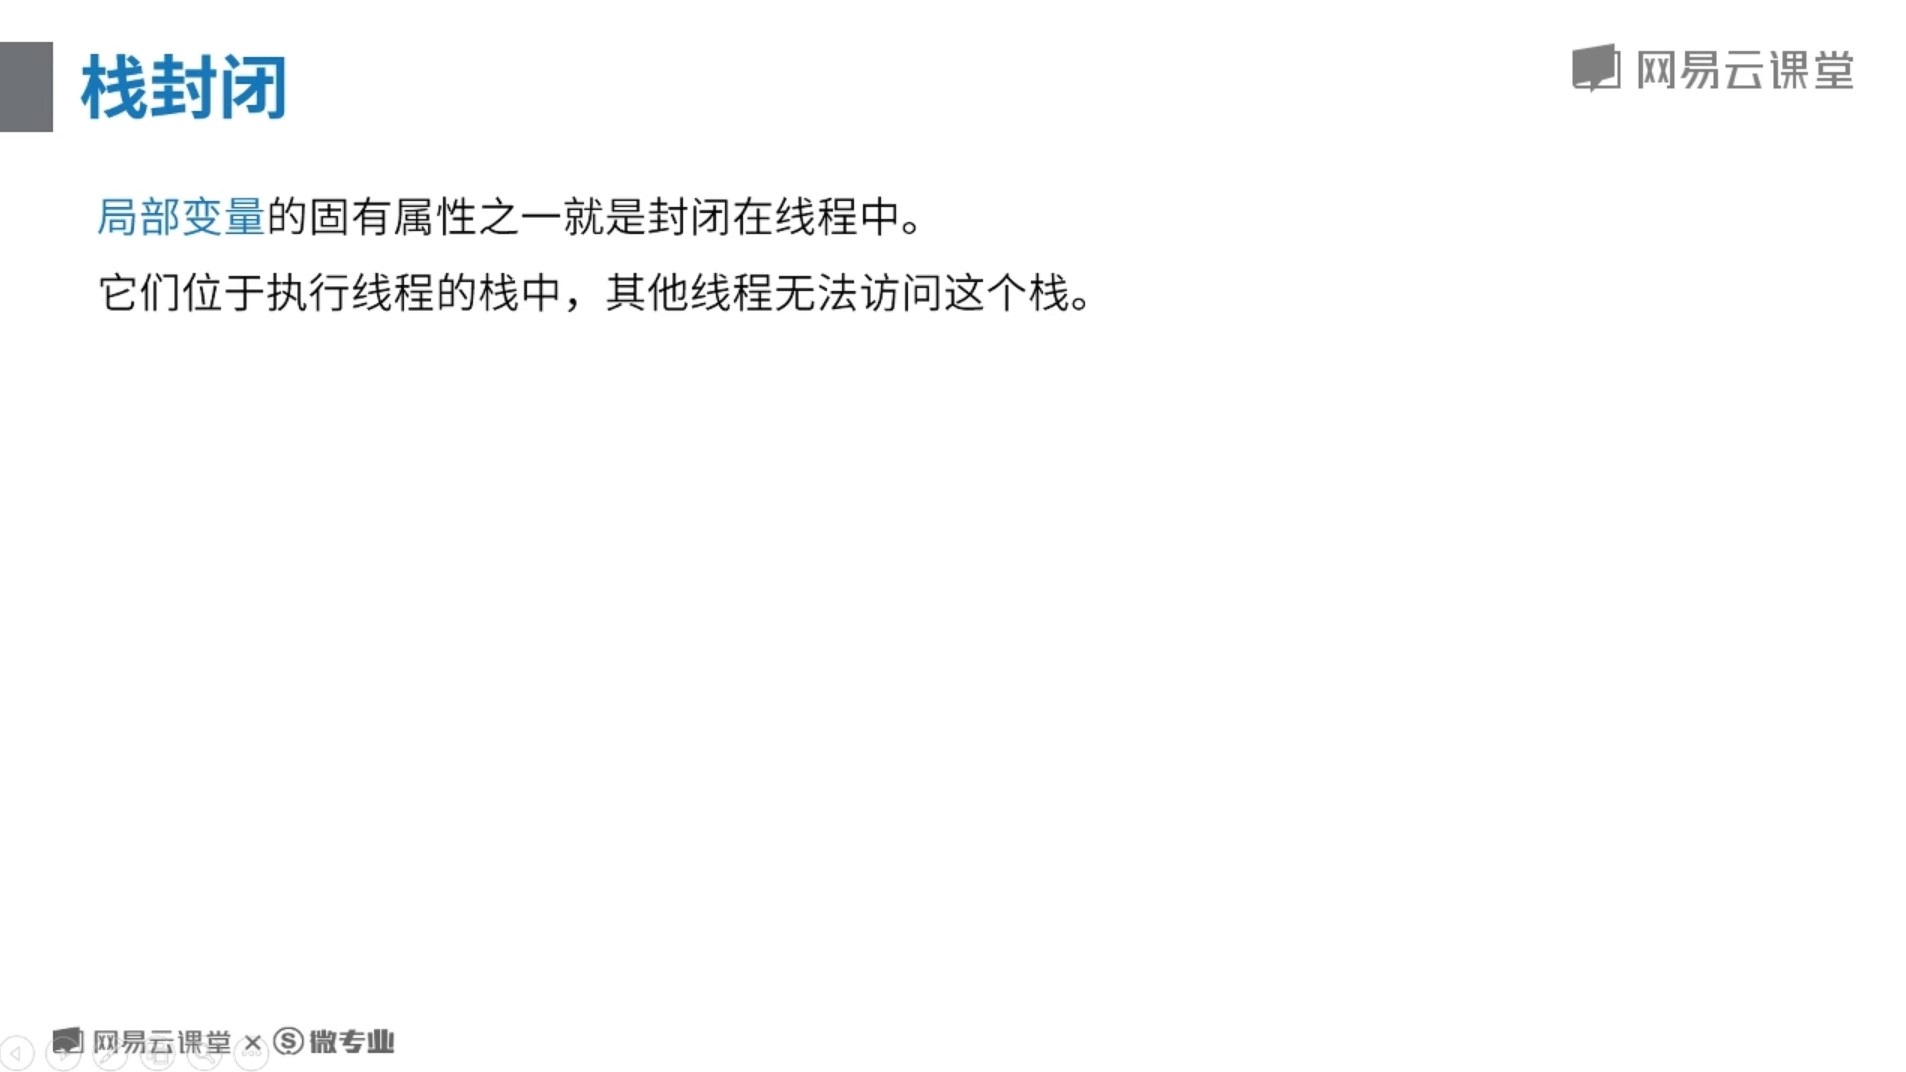 栈封闭
网易云课堂
局部变量的固有属性之一就是封闭在线程中。
它们位于执行线程的栈中，其他线程无法访问这个栈。
网易云课堂 × 微专业